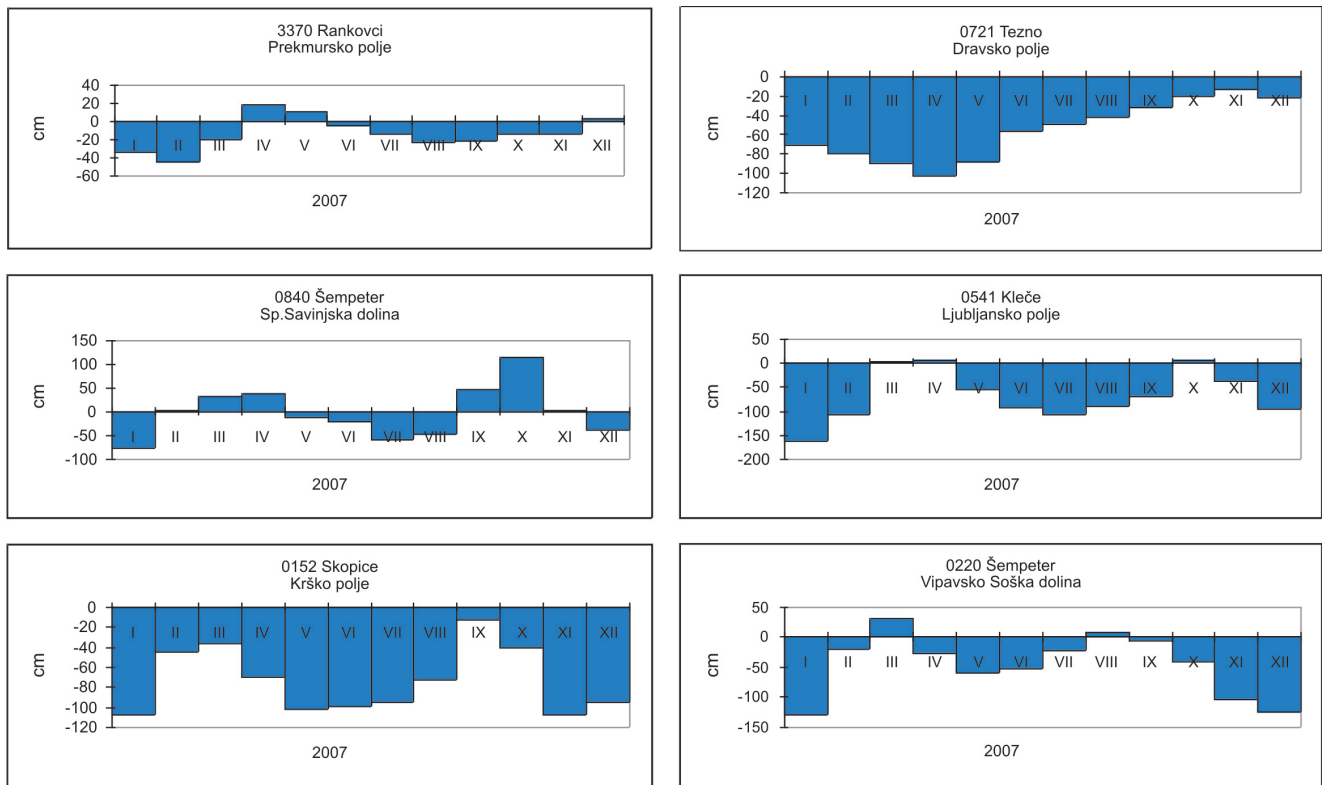 3370 Rankovci
Prekmursko polje
40
20
0
-20
-40
-60
cm
I II III IV V VI VII VIII IX X XI XII
2007
0721 Tezno
Dravsko polje
0
-20
-40
-60
-80
-100
-120
cm
I II III IV V VI VII VIII IX X XI XII
2007
0840 Šempeter
Sp.Savinjska dolina
150
100
50
0
-50
-100
cm
I II III IV V VI VII VIII IX X XI XII
2007
0541 Kleče
Ljubljansko polje
50
0
-50
-100
-150
-200
cm
I II III IV V VI VII VIII IX X XI XII
2007
0152 Skopice
Krško polje
0
-20
-40
-60
-80
-100
-120
cm
I II III IV V VI VII VIII IX X XI XII
2007
0220 Šempeter
Vipavsko Soška dolina
50
0
-50
-100
-150
cm
I II III IV V VI VII VIII IX X XI XII
2007